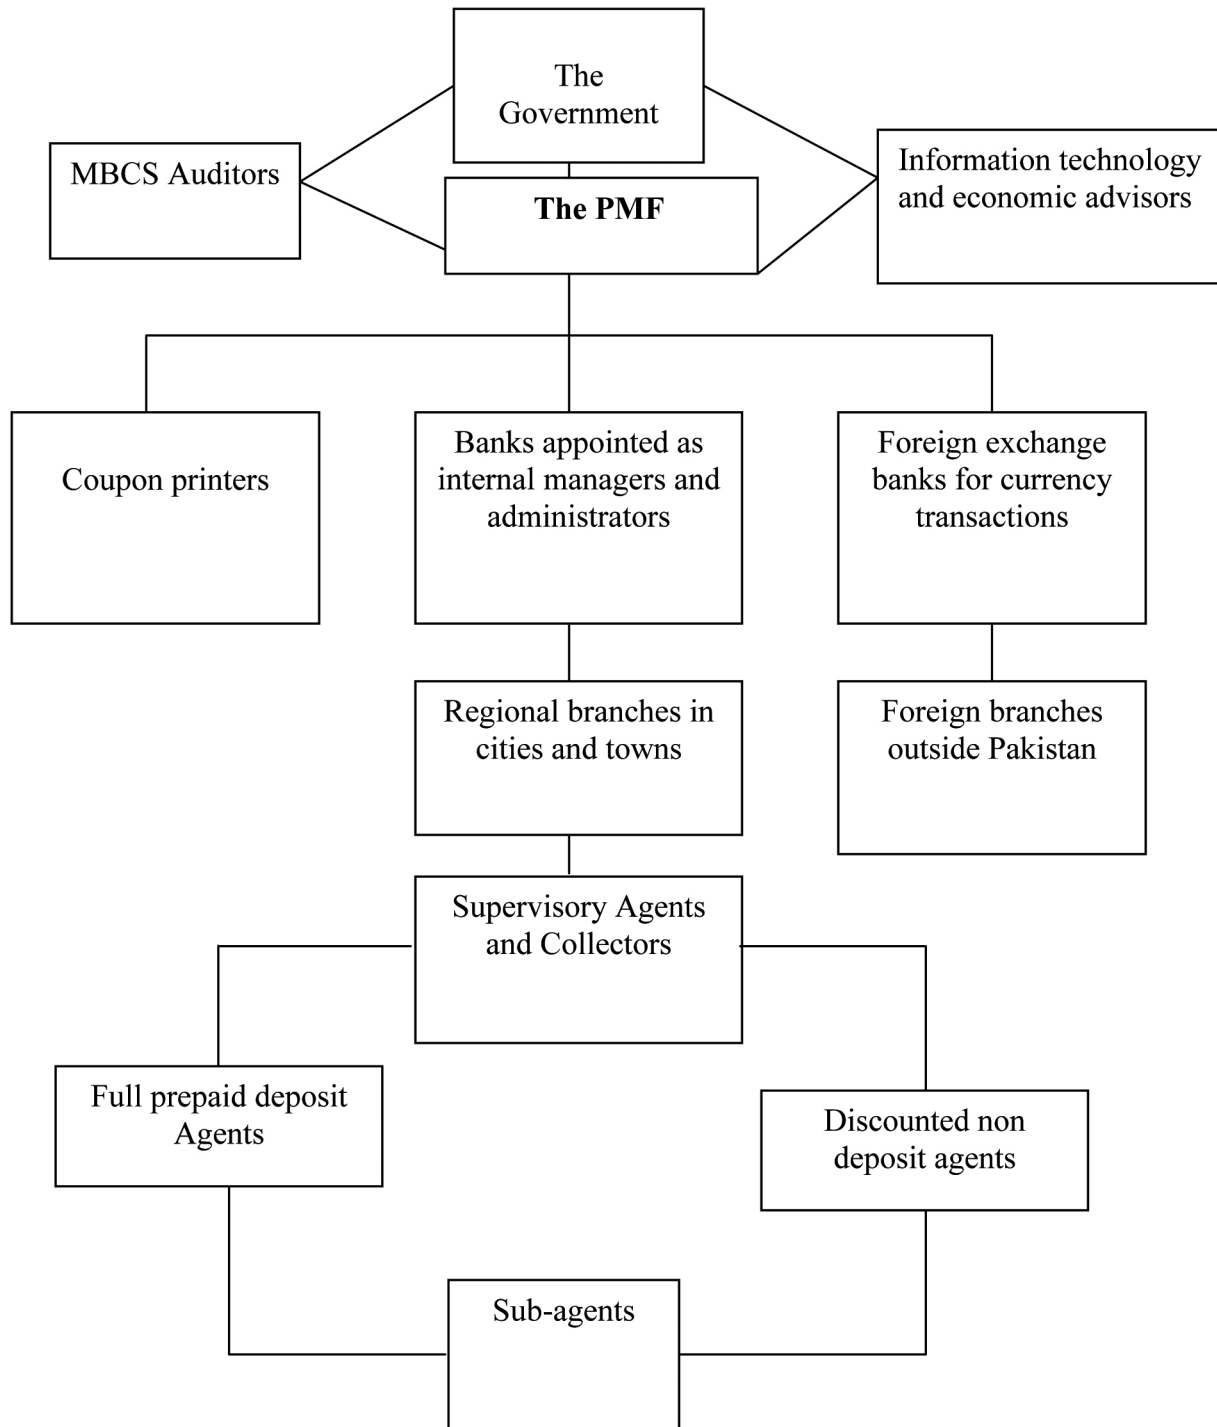 The
Government
MBCS Auditors
Information technology
and economic advisors
The PMF
Coupon printers
Banks appointed as
internal managers and
administrators
Foreign exchange
banks for currency
transactions
Regional branches in
cities and towns
Foreign branches
outside Pakistan
Supervisory Agents
and Collectors
Full prepaid deposit
Agents
Discounted non
deposit agents
Sub-agents